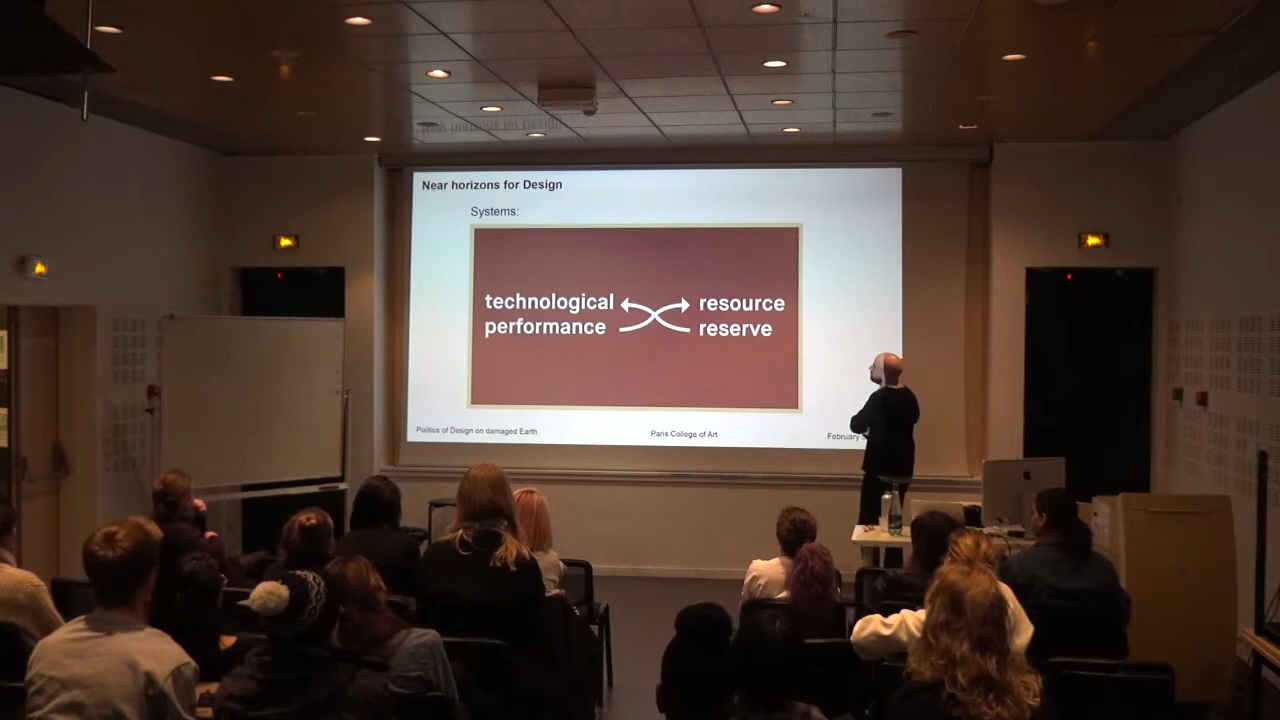 Near horizons for Design
Systems:
technological resource
performance reserve
Politics of Design on damaged Earth
Paris College of Art
February